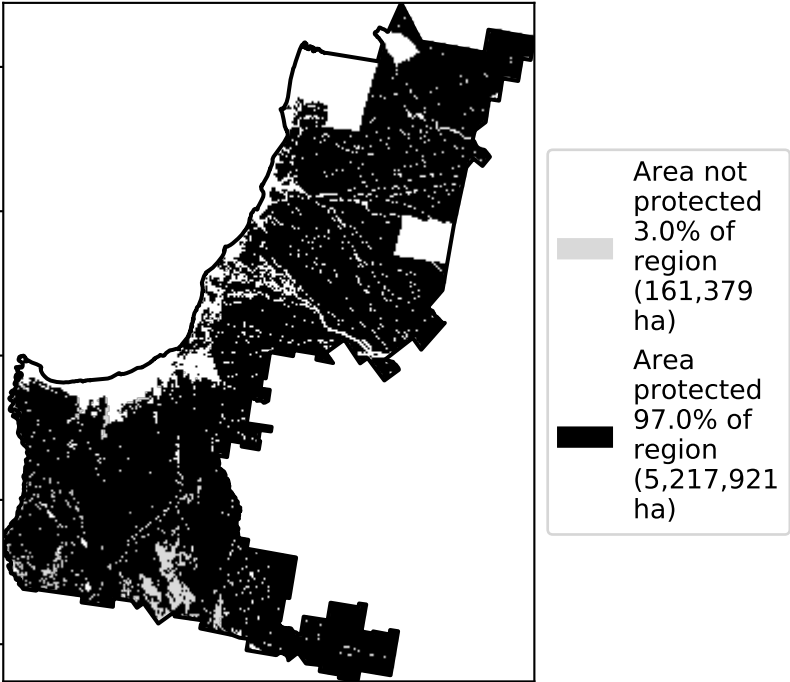 Area not
protected
3.0% of
region
(161,379
ha)
Area
protected
97.0% of
region
(5,217,921
ha)